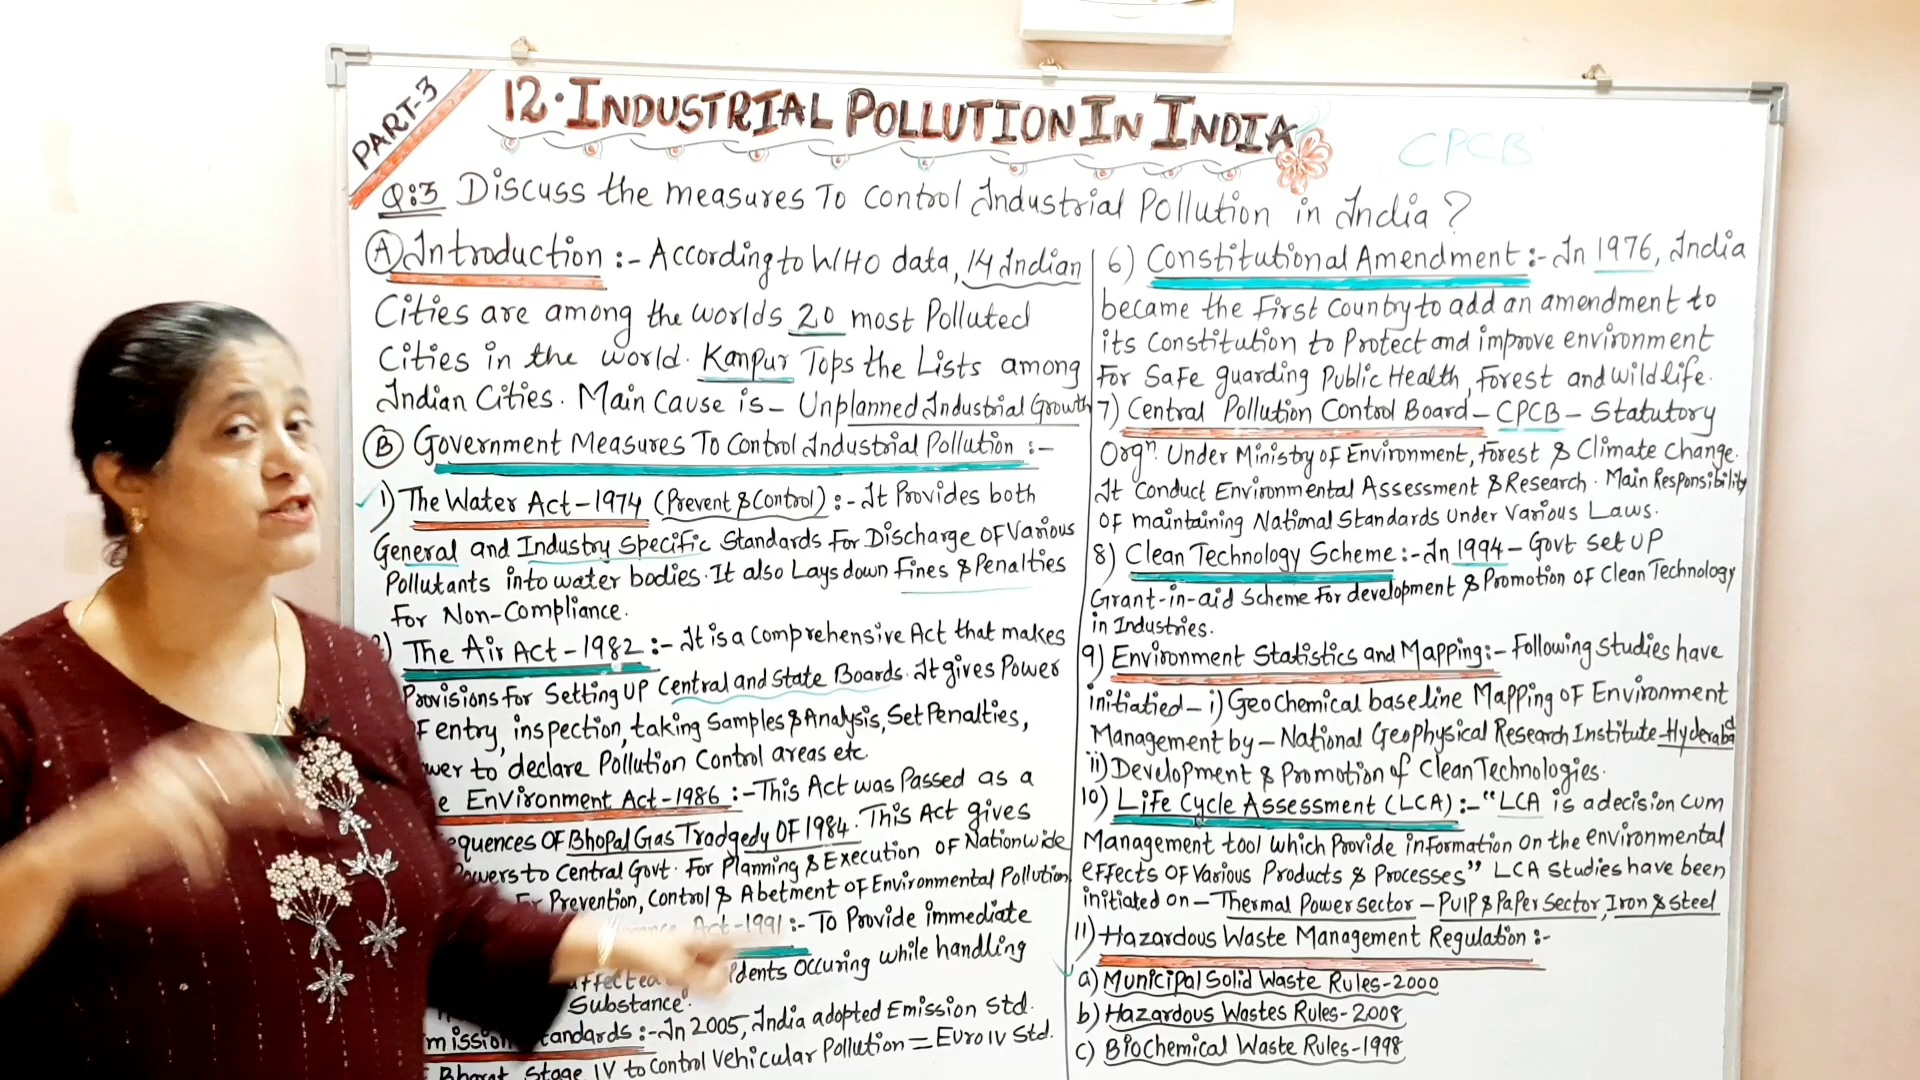 PART-3
12. INDUSTRIAL POLLUTION IN INDIA
CPCB
Q:3 Discuss the measures To Control Industrial Pollution in India?
(A) Introduction :- According to WHO data, 14 Indian
Cities are among the worlds 20 most Polluted
Cities in the world. Kanpur Tops the Lists among
Indian Cities. Main Cause is - Unplanned Industrial Growth
(B) Government Measures To Control Industrial Pollution :-
1) The Water Act - 1974 (Prevent & Control) :- It Provides both
General and Industry Specific Standards For Discharge of Various
Pollutants into water bodies. It also Lays down Fines & Penalties
For Non-Compliance.
The Air Act - 1982 :- It is a Comprehensive Act that makes
Provisions for Setting UP Central and State Boards. It gives Power
F entry, inspection, taking Samples & Analysis, Set Penalties,
wer to declare Pollution Control areas etc.
e Environment Act - 1986 :- This Act was Passed as a
equences OF Bhopal Gas Tradgedy OF 1984. This Act gives
owers to Central Govt. For Planning & Execution of Nationwide
For Prevention, Control & Abetment of Environmental Pollution
Act - 1991 :- To Provide immediate
affected dents Occuring while handling
Substance.
mission tandards :- In 2005, India adopted Emission Std.
Bharat Stage IV to Control Vehicular Pollution = Euro IV Std.
6) Constitutional Amendment :- In 1976, India
became the First Country to add an amendment to
its Constitution to Protect and improve environment
For Safe guarding Public Health, Forest and wild life.
7) Central Pollution Control Board - CPCB - Statutory
Orgn. Under Ministry of Environment, Forest & Climate Change.
It Conduct Environmental Assessment & Research. Main Responsibility
of maintaining National Standards Under Various Laws.
8) Clean Technology Scheme :- In 1994 - Govt Set UP
Grant-in-aid Scheme For development & Promotion of Clean Technology
in Industries.
9) Environment Statistics and Mapping :- Following Studies have
initiatied - i) GeoChemical baseline Mapping of Environment
Management by - National Geophysical Research Institute - Hyderabad
ii) Development & Promotion of Clean Technologies.
10) Life Cycle Assessment (LCA) :- "LCA is a decision cum
Management tool which Provide information on the environmental
effects Of Various Products & Processes" LCA Studies have been
initiated on - Thermal Power Sector - Pulp & Paper Sector, Iron & Steel
11) Hazardous Waste Management Regulation :-
a) Municipal Solid Waste Rules - 2000
b) Hazardous Wastes Rules - 2008
c) BioChemical Waste Rules - 1998